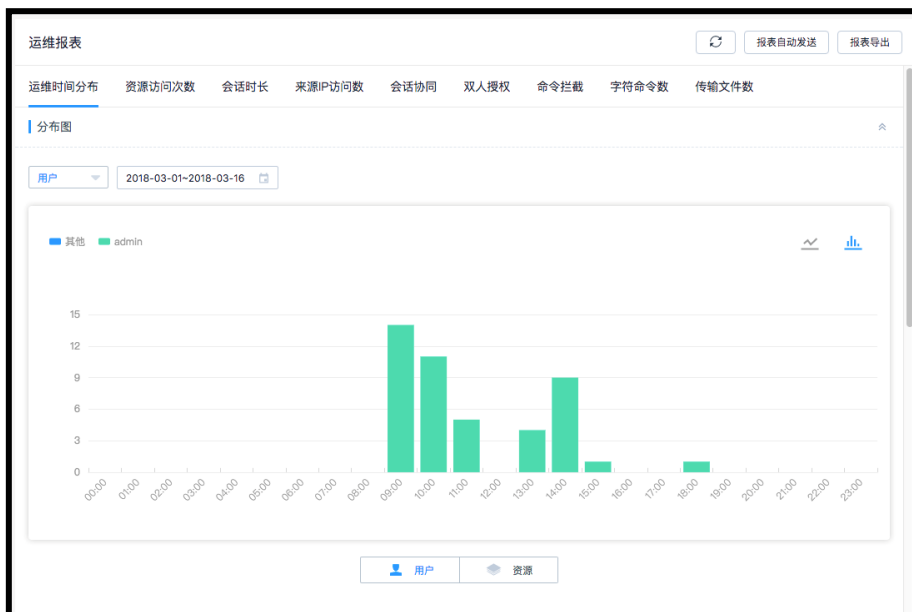 运维报表
报表自动发送 报表导出
运维时间分布 资源访问次数 会话时长 来源IP访问数 会话协同 双人授权 命令拦截 字符命令数 传输文件数
分布图
用户 2018-03-01~2018-03-16
其他 admin
15
12
9
6
3
0
00:00 01:00 02:00 03:00 04:00 05:00 06:00 07:00 08:00 09:00 10:00 11:00 12:00 13:00 14:00 15:00 16:00 17:00 18:00 19:00 20:00 21:00 22:00 23:00
用户 资源